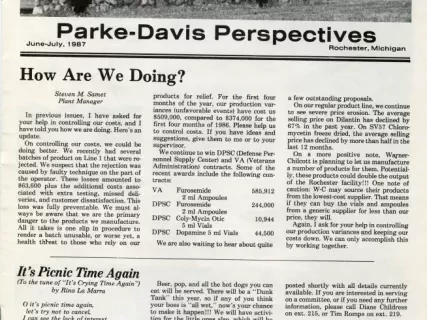 Parke-Davis Perspectives
June-July, 1987
Rochester, Michigan
How Are We Doing?
Steven M. Samet
Plant Manager
In previous issues, I have asked for
your help in controlling our costs, and I
have told you how we are doing. Here's an
update.
On controlling our costs, we could be
doing better. We recently had several
batches of product on Line 1 that were re-
jected. We suspect that the rejection was
caused by faulty technique on the part of
the operator. These losses amounted to
$63,600 plus the additional costs asso-
ciated with extra testing, missed deli-
veries, and customer dissatisfaction. This
loss was fully preventable. We must al-
ways be aware that we are the primary
danger to the products we manufacture.
All it takes is one slip in procedure to
render a batch unusable, or worse yet, a
health threat to those who rely on our
products for relief. For the first four
months of the year, our production var-
iances (unfavorable events) have cost us
$509,000, compared to $374,000 for the
first four months of 1986. Please help us
to control costs. If you have ideas and
suggestions, give them to me or to your
supervisor.
We continue to win DPSC (Defense Per-
sonnel Supply Center) and VA (Veterans
Administration) contracts. Some of the
recent awards include the following con-
tracts:
VA Furosemide 585,912
2 ml Ampoules
DPSC Furosemide 244,000
2 ml Ampoules
DPSC Coly-Mycin Otic 10,944
5 ml Vials
DPSC Dopamine 5 ml Vials 44,500
We are also waiting to hear about quite
a few outstanding proposals.
On our regular product line, we continue
to see severe price erosion. The average
selling price on Dilantin has declined by
67% in the past year. On SV57 Chloro-
mycetin freeze dried, the average selling
price has declined by more than half in the
last 12 months.
On a more positive note, Warner-
Chilcott is planning to let us manufacture
a number of products for them. Potential-
ly, these products could double the output
of the Rochester facility!!! One note of
caution: W-C may source their products
from the lowest-cost supplier. That means
if they can buy the vials and ampoules
from a generic supplier for less than our
price, they will.
Again, I ask for your help in controlling
our production variances and keeping our
costs down. We can only accomplish this
by working together.
It's Picnic Time Again
(To the tune of "It's Crying Time Again")
by Rina La Marra
O it's picnic time again,
let's try not to cancel,
I can see the lack of interest
Beer, pop, and all the hot dogs you can
eat will be served. There will be a "Dunk
Tank" this year, so if any of you think
your boss is "all wet," now's your chance
to make it happen!!! We will have activi-
ties for the little ones also, which will be
posted shortly with all details currently
available. If you are interested in serving
on a committee, or if you need any further
information, please call Diane Childress
on ext. 215, or Tim Romps on ext. 219.